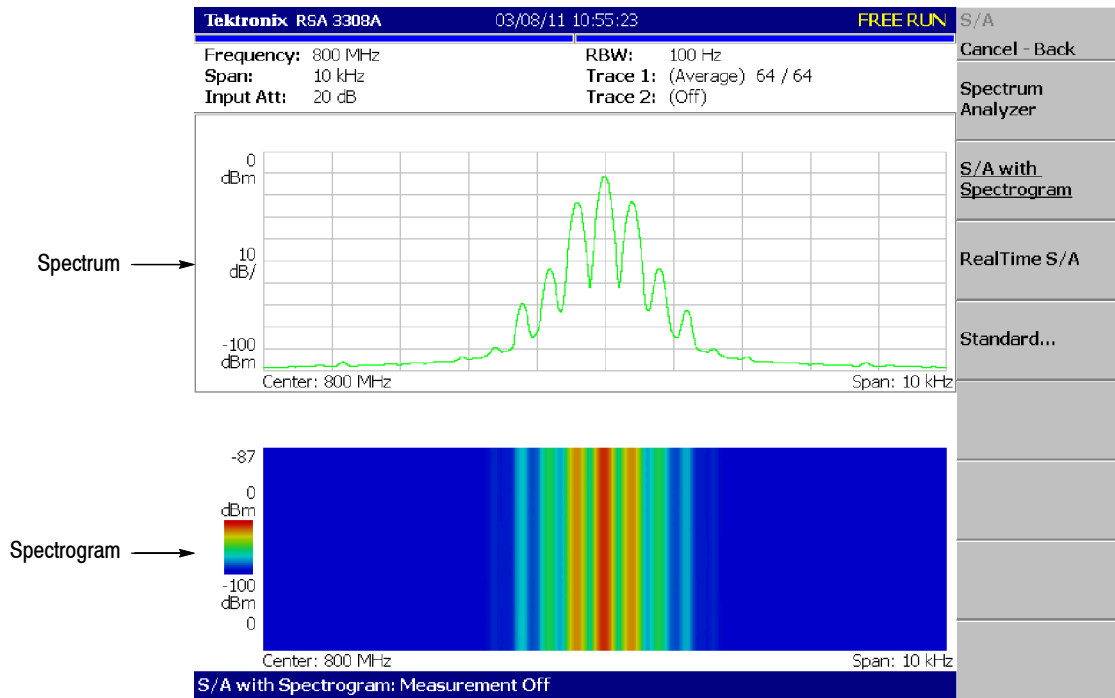 Tektronix RSA 3308A 03/08/11 10:55:23 FREE RUN
Frequency: 800 MHz RBW: 100 Hz
Span: 10 kHz Trace 1: (Average) 64 / 64
Input Att: 20 dB Trace 2: (Off)
0
dBm
Spectrum
10
dB/
-100
dBm
Center: 800 MHz Span: 10 kHz
-87
0
dBm
Spectrogram
-100
dBm
0
Center: 800 MHz Span: 10 kHz
S/A with Spectrogram: Measurement Off
S/A
Cancel - Back
Spectrum
Analyzer
S/A with
Spectrogram
RealTime S/A
Standard...